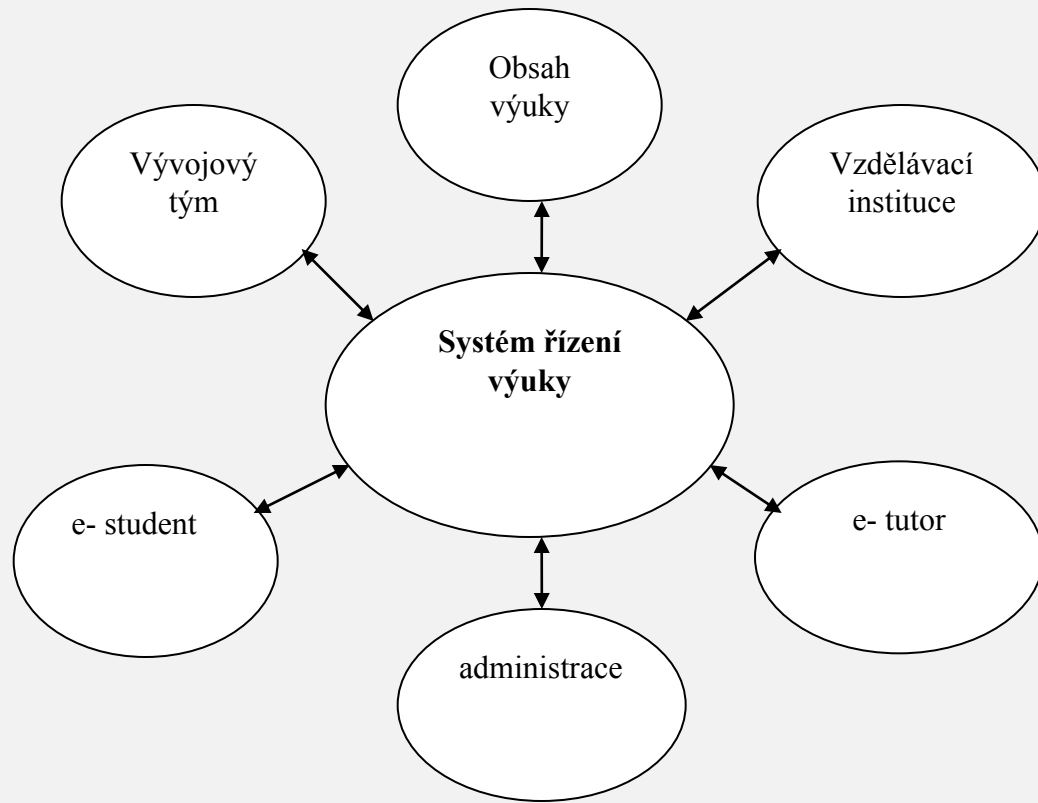 Obsah
výuky
Vývojový
tým
Vzdělávací
instituce
Systém řízení
výuky
e- student
e- tutor
administrace